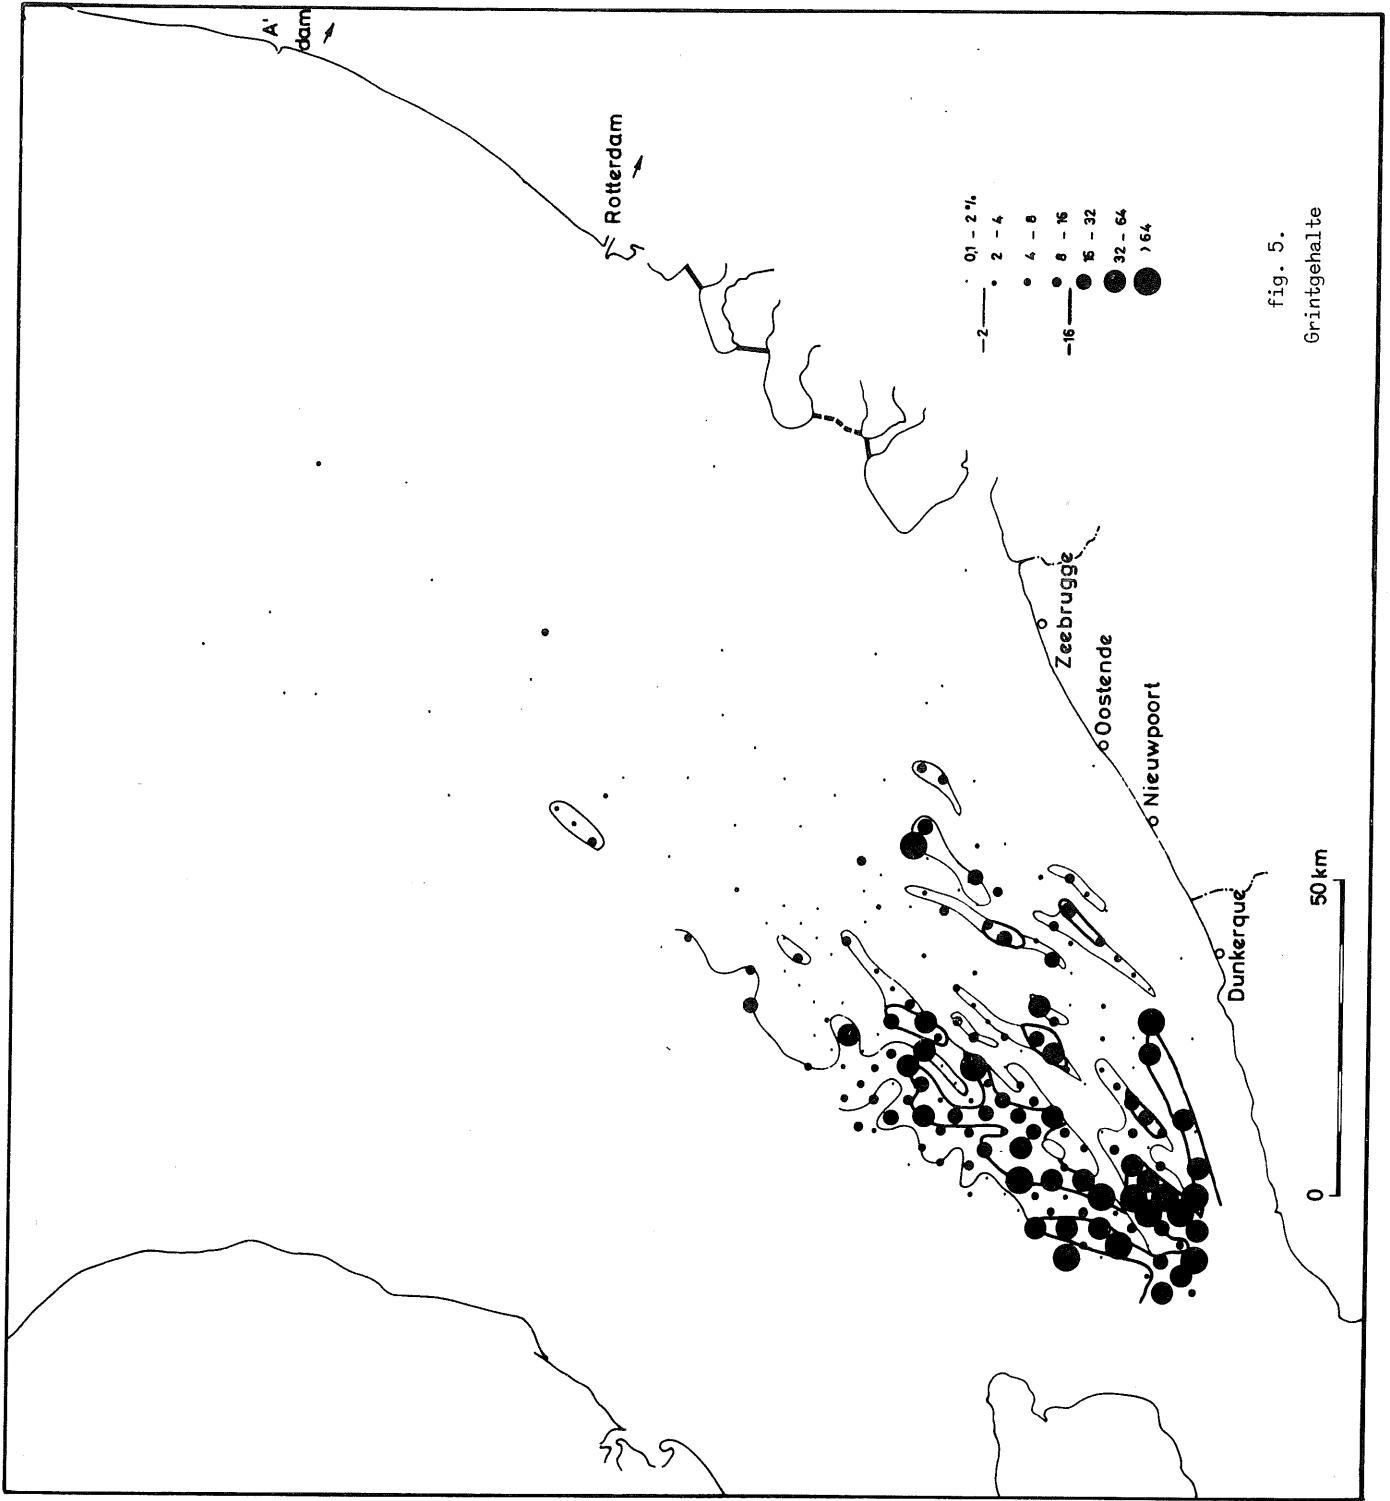 A'
dam
Rotterdam
Zeebrugge
Oostende
Nieuwpoort
Dunkerque
0 50 km
0,1 - 2 %
—2—
2 - 4
4 - 8
8 - 16
—16—
16 - 32
32 - 64
> 64
fig. 5.
Grintgehalte